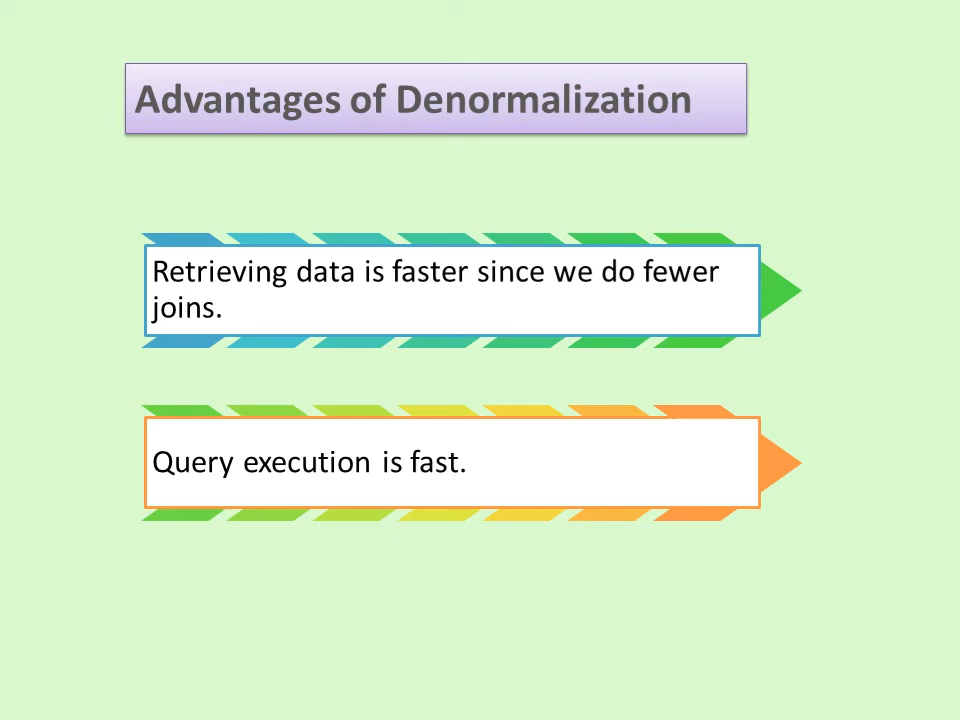 Advantages of Denormalization
Retrieving data is faster since we do fewer
joins.
Query execution is fast.